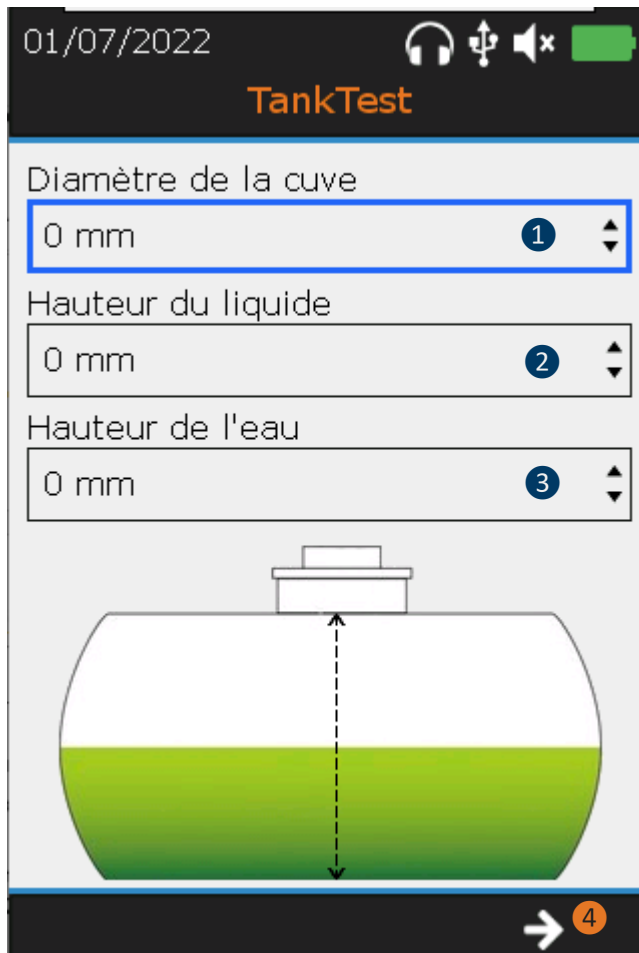 01/07/2022
TankTest
Diamètre de la cuve
0 mm 1
Hauteur du liquide
0 mm 2
Hauteur de l'eau
0 mm 3
4